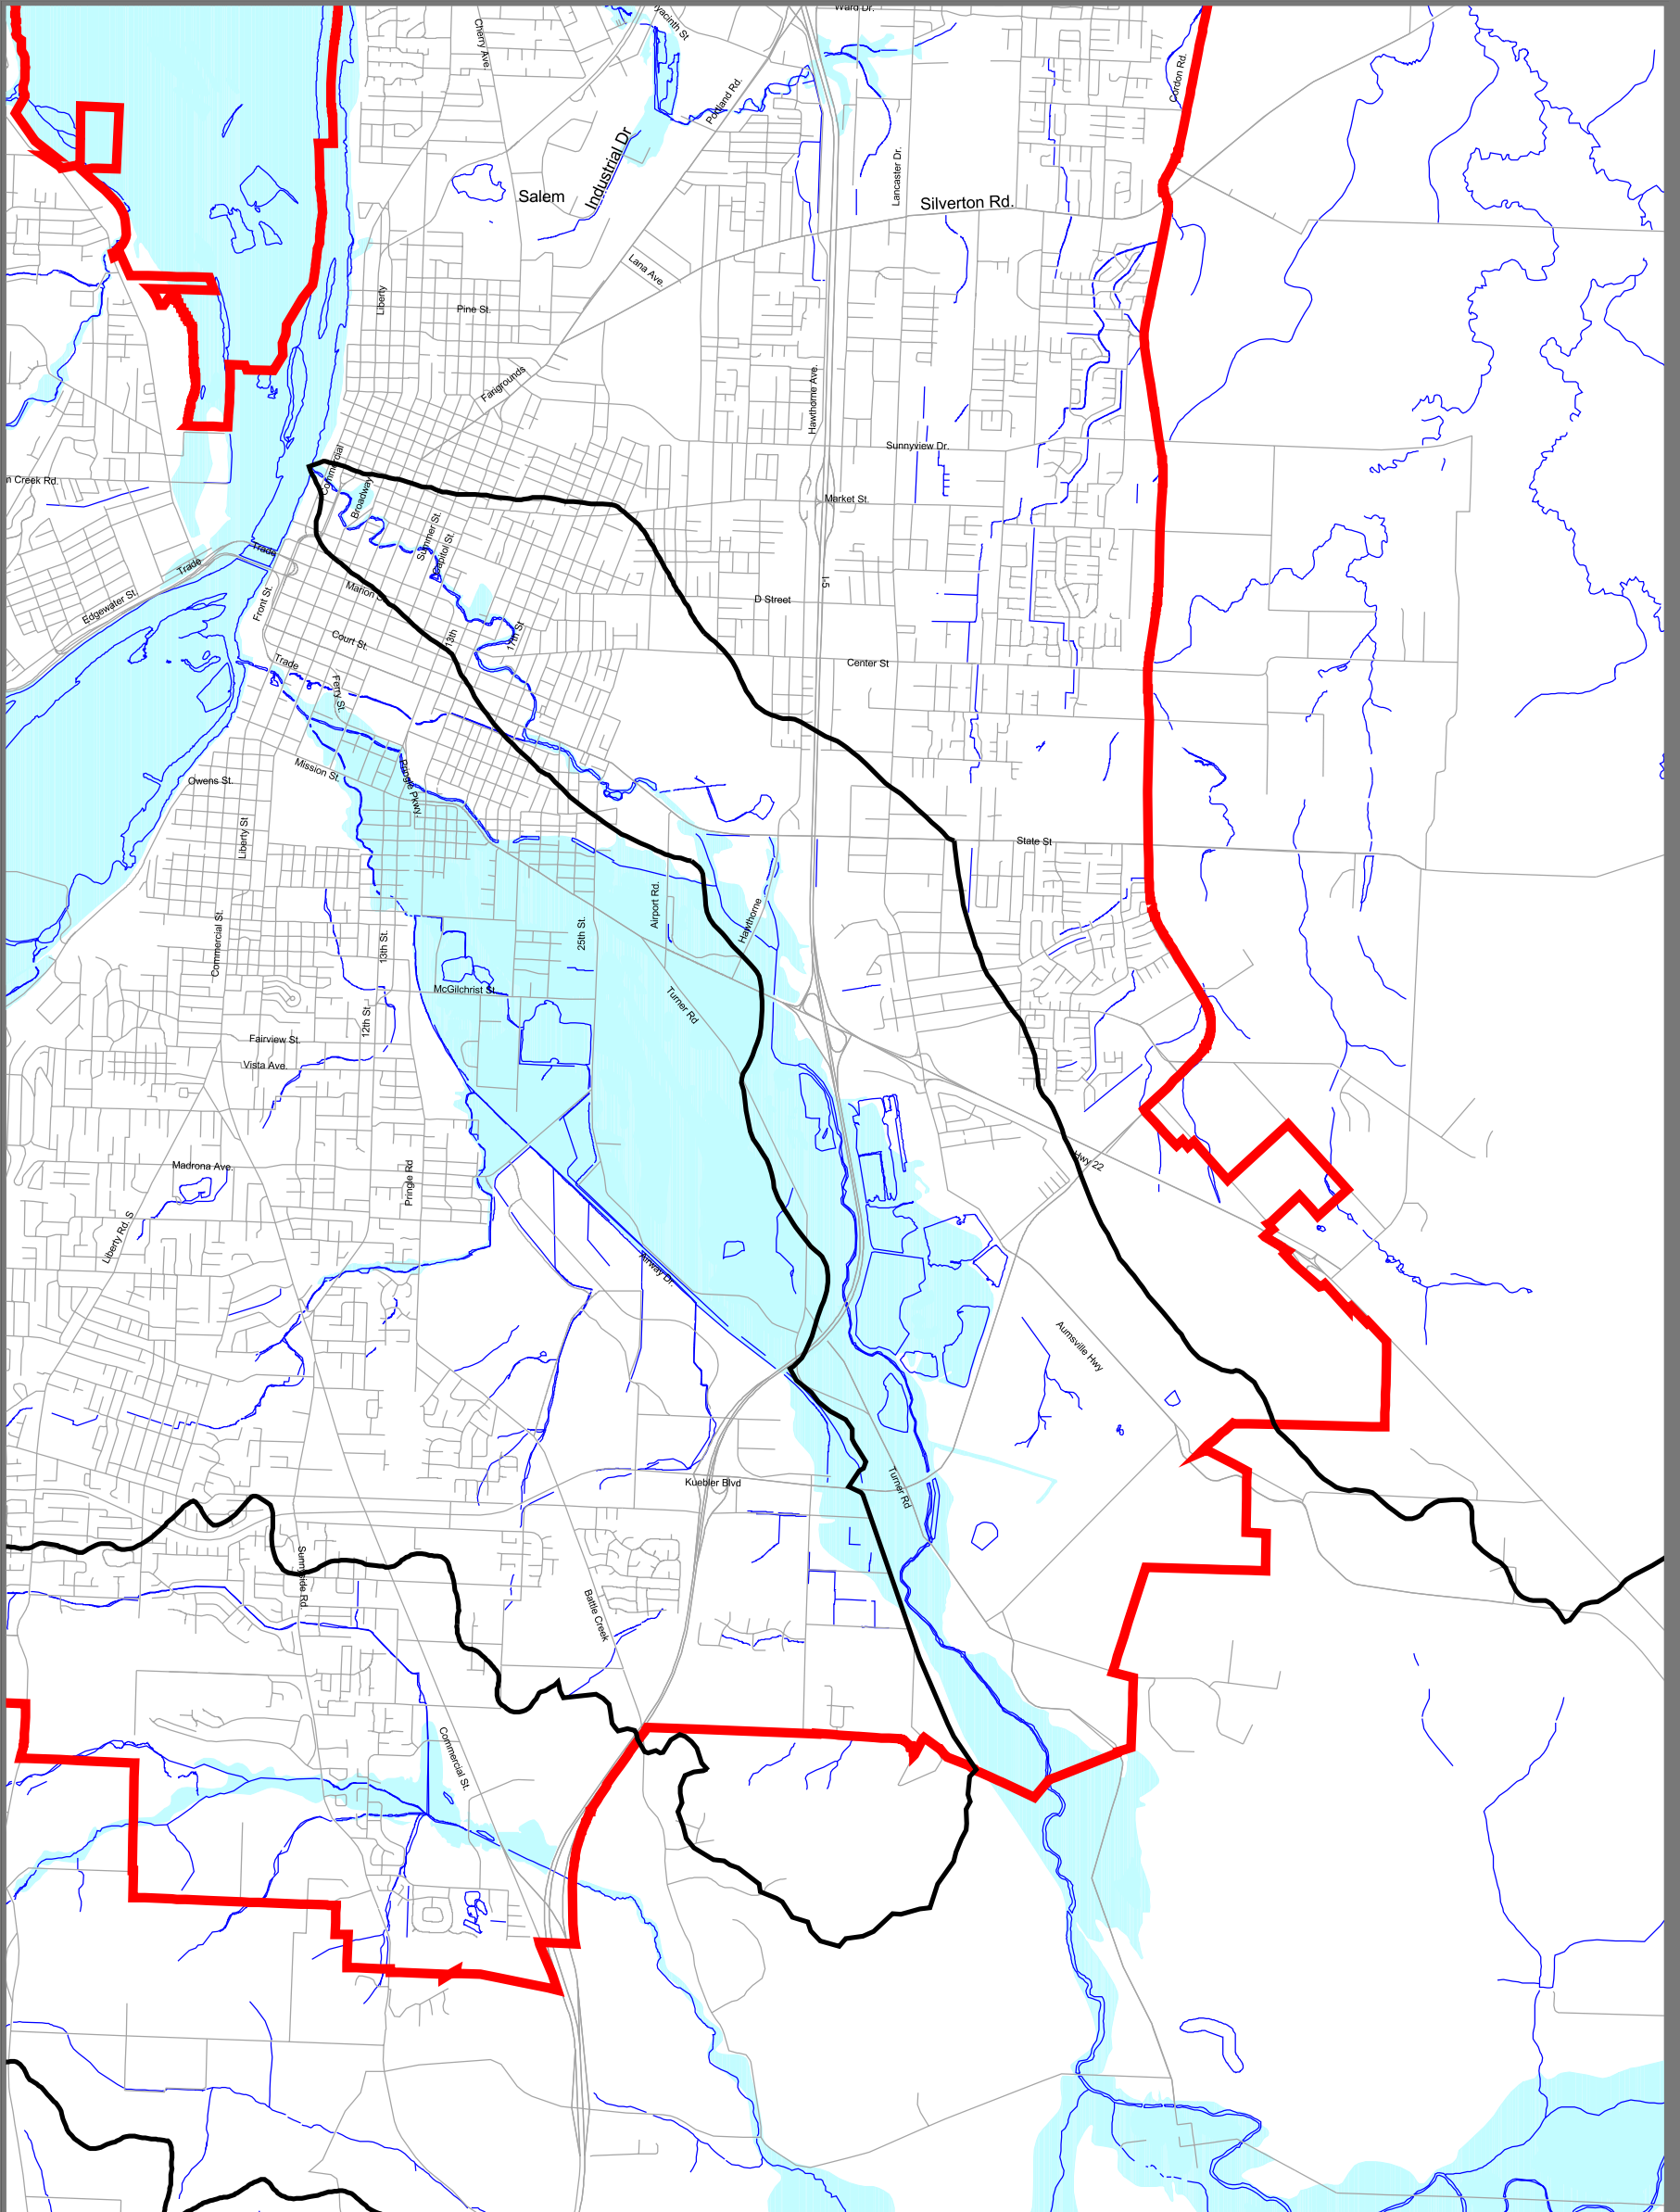 Ward Dr.
Cherry Ave.
yacinth St
Portland Rd.
Cordon Rd.
Industrial Dr
Lancaster Dr.
Salem
Silverton Rd.
Lana Ave.
Liberty
Pine St.
Farigrounds
Hawthorne Ave.
Sunnyview Dr.
Commercial
n Creek Rd.
Broadway
Market St.
Summer St.
Capitol St.
Trade
Trade
I-5
Marion S
D Street
Edgewater St.
Front St.
Court St.
13th
17th St
Trade
Center St
Ferry St.
Mission St.
Owens St.
Pringle Pkwy.
Liberty St
State St
Airport Rd.
Hawthorne
Commercial St.
13th St.
25th St.
McGilchrist St
Turner Rd
12th St.
Fairview St.
Vista Ave.
Hwy 22
Madrona Ave.
Pringle Rd
Liberty Rd. S
Airway Dr.
Aumsville Hwy
Kuebler Blvd
Turner Rd
Sunnyside Rd.
Battle Creek
Commercial St.